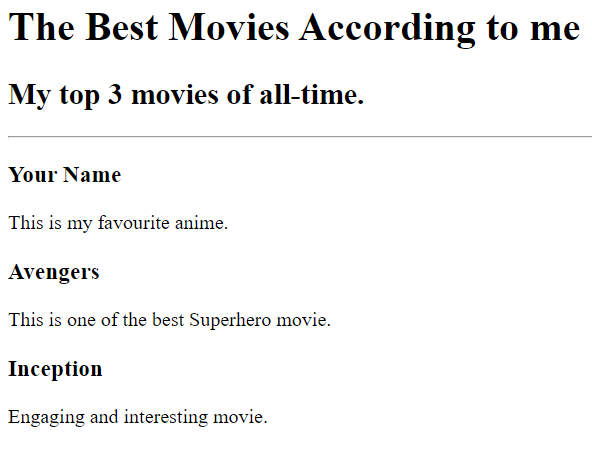 The Best Movies According to me
My top 3 movies of all-time.
Your Name
This is my favourite anime.
Avengers
This is one of the best Superhero movie.
Inception
Engaging and interesting movie.